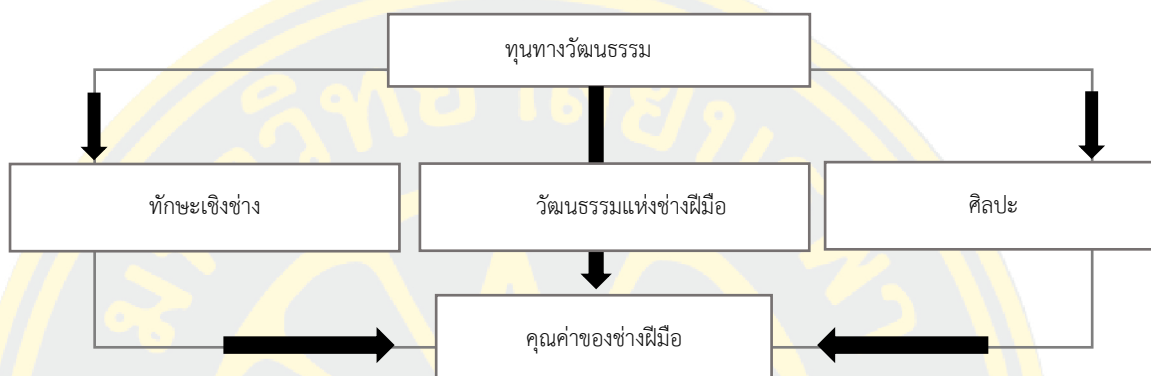 ทุนทางวัฒนธรรม
ทักษะเชิงช่าง
วัฒนธรรมแห่งช่างฝีมือ
ศิลปะ
คุณค่าของช่างฝีมือ